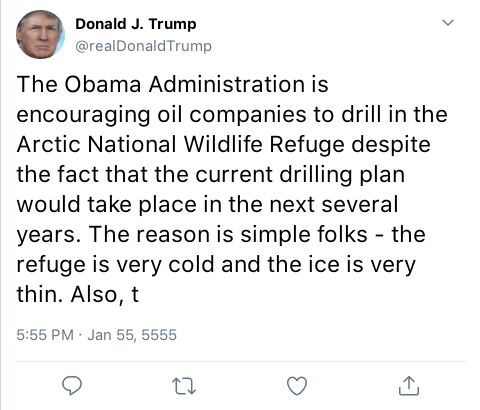 Donald J. Trump
@realDonaldTrump
The Obama Administration is
encouraging oil companies to drill in the
Arctic National Wildlife Refuge despite
the fact that the current drilling plan
would take place in the next several
years. The reason is simple folks - the
refuge is very cold and the ice is very
thin. Also, t
5:55 PM · Jan 55, 5555